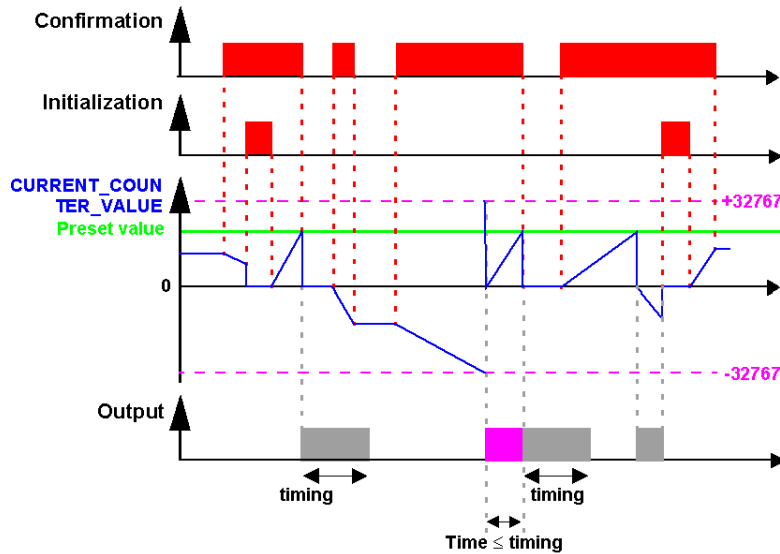 Confirmation
Initialization
CURRENT_COUN
TER_VALUE
+32767
Preset value
0
-32767
Output
timing
timing
Time ≤ timing